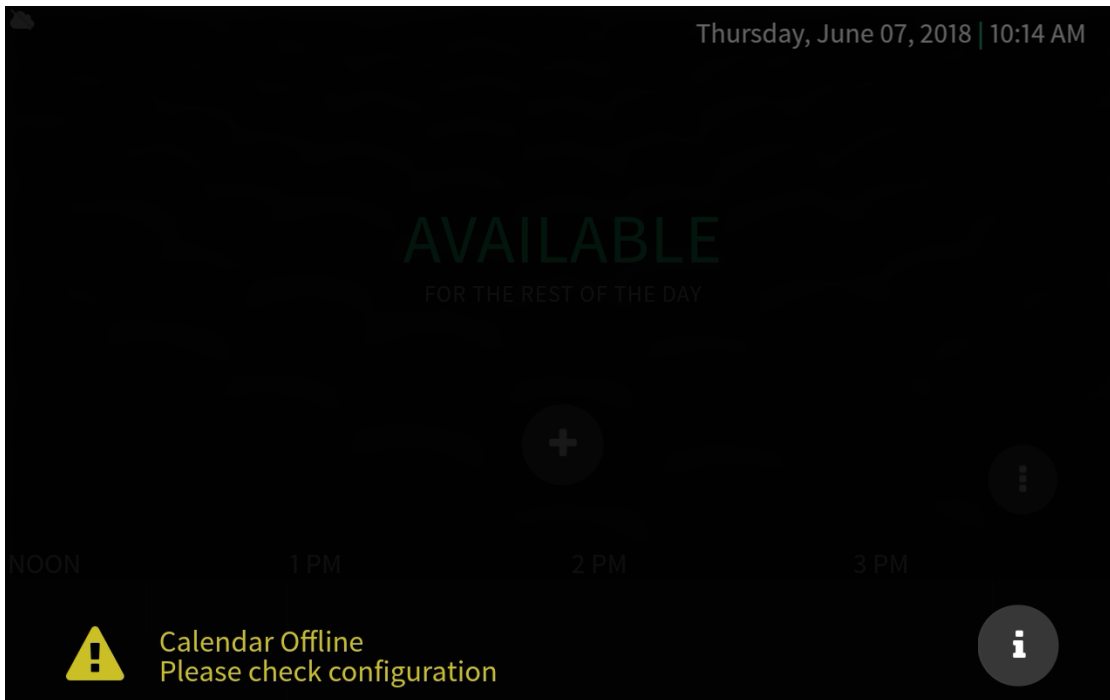 Thursday, June 07, 2018 | 10:14 AM
AVAILABLE
FOR THE REST OF THE DAY
NOON 1 PM 2 PM 3 PM
Calendar Offline
Please check configuration